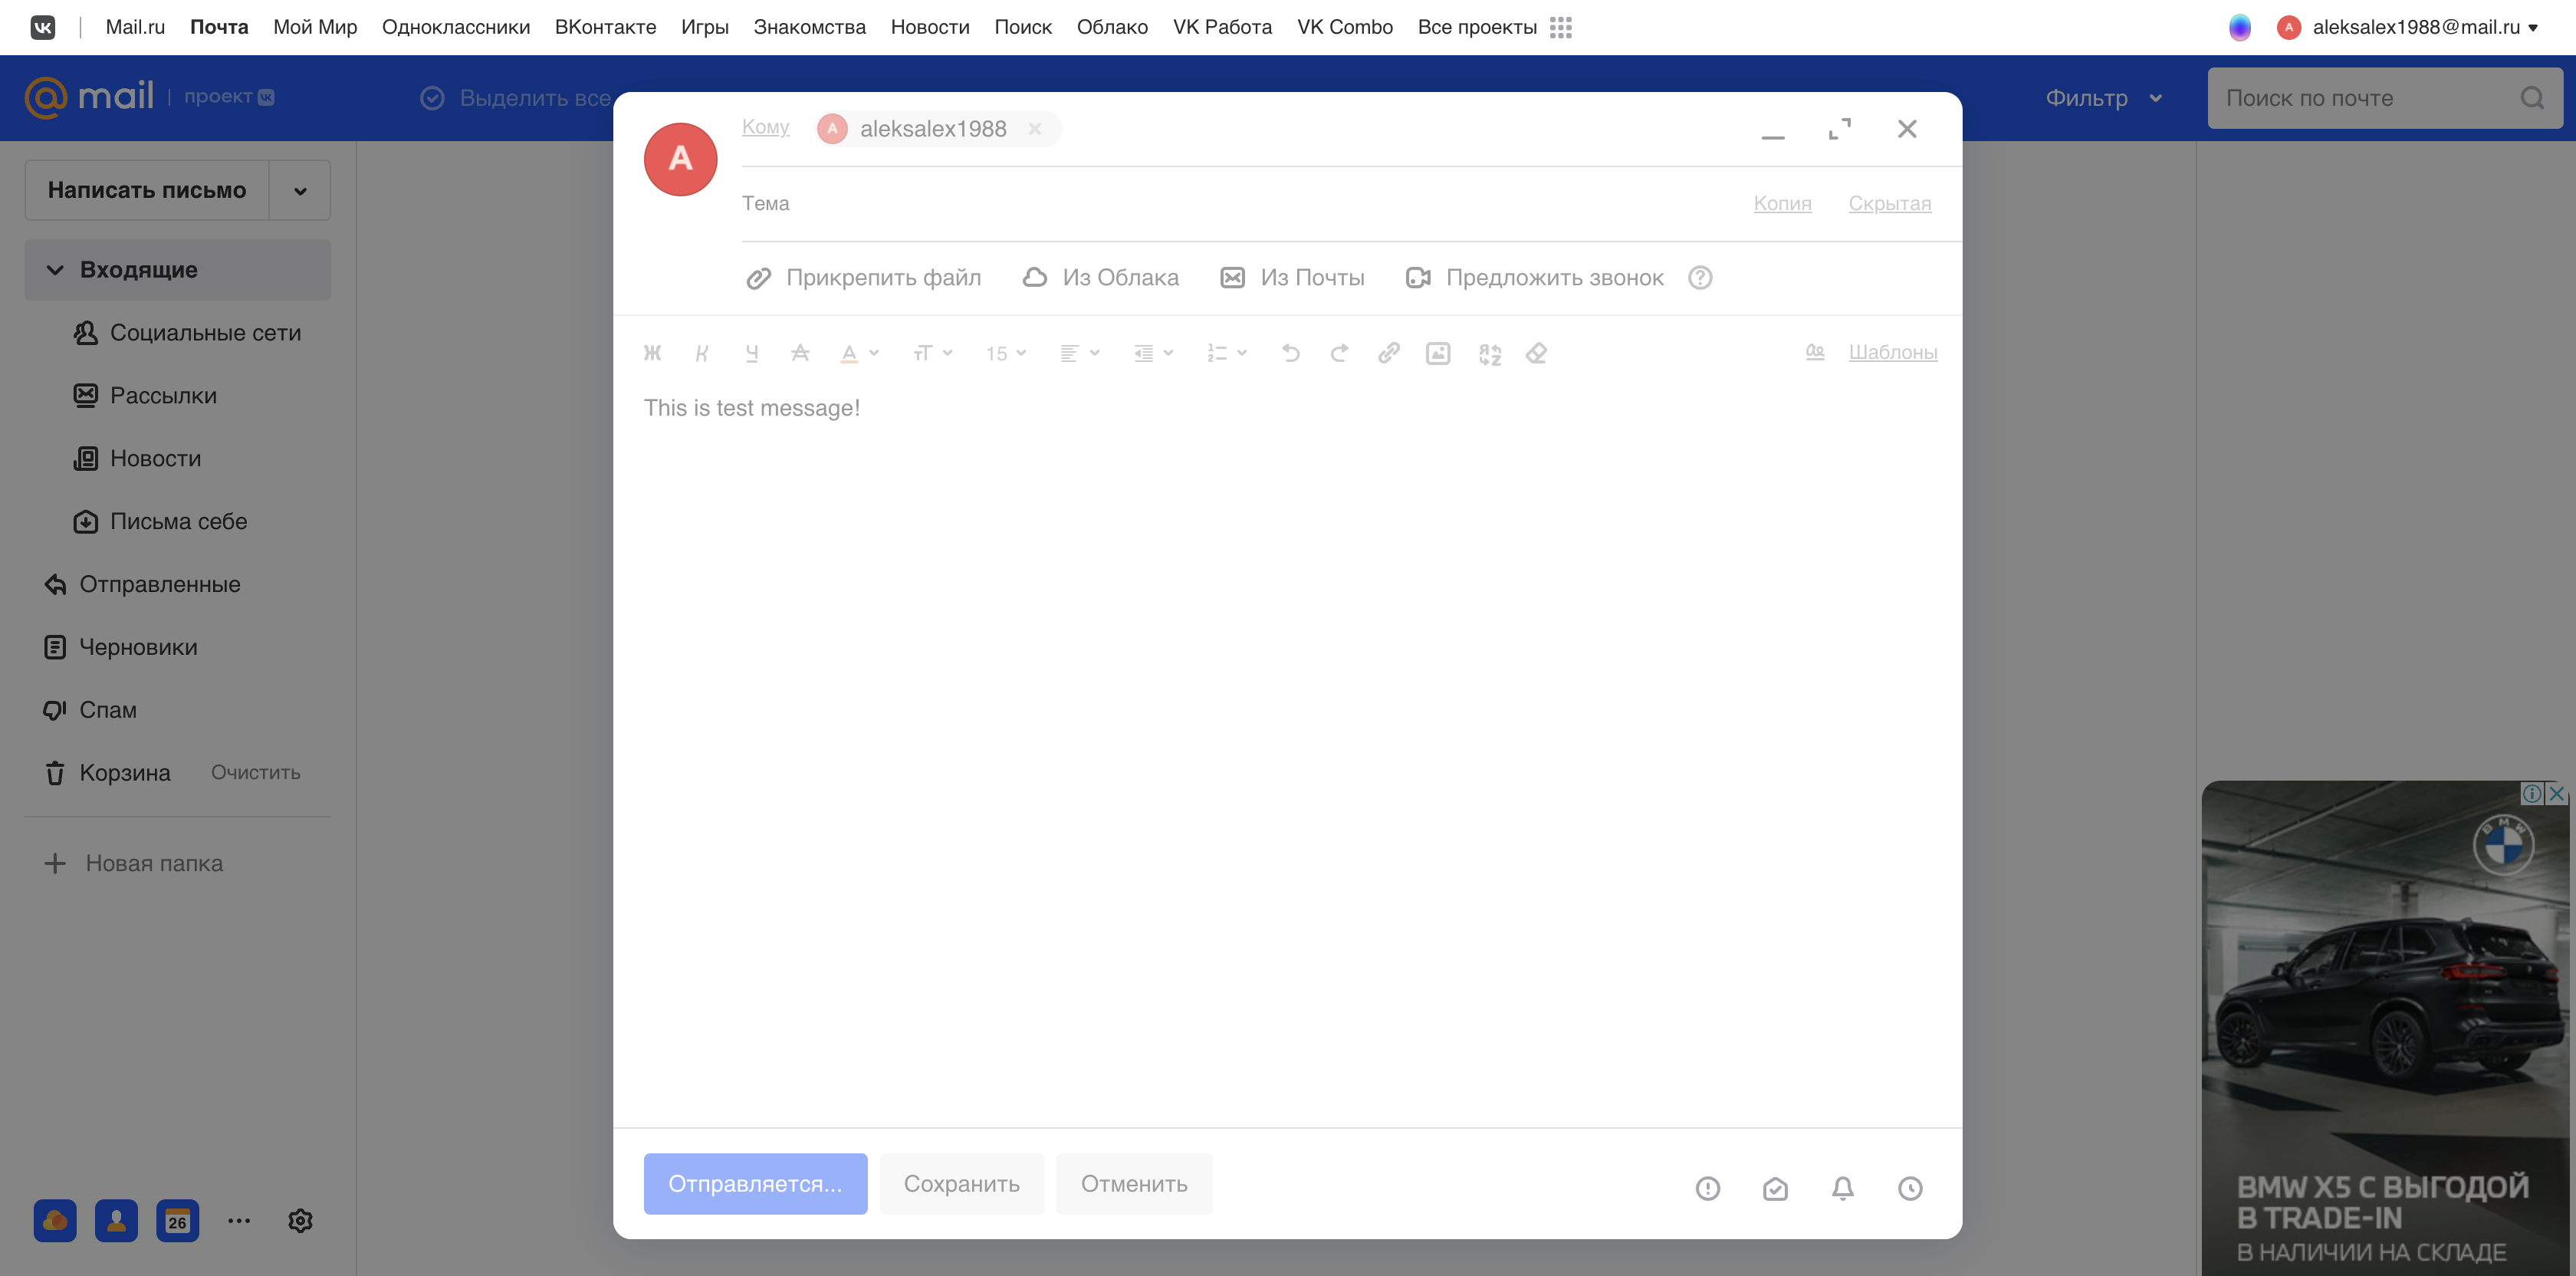 Mail.ru Почта Мой Мир Одноклассники ВКонтакте Игры Знакомства Новости Поиск Облако VK Работа VK Combo Все проекты
A aleksalex1988@mail.ru
@mail проект
Выделить все
Фильтр
Поиск по почте
Написать письмо
Входящие
Социальные сети
Рассылки
Новости
Письма себе
Отправленные
Черновики
Спам
Корзина Очистить
Новая папка
26
A
Кому A aleksalex1988
Тема Копия Скрытая
Прикрепить файл Из Облака Из Почты Предложить звонок ?
Ж К Ч A A тT 15 Шаблоны
This is test message!
Отправляется... Сохранить Отменить
BMW
BMW X5 С ВЫГОДОЙ
В TRADE-IN
В НАЛИЧИИ НА СКЛАДЕ